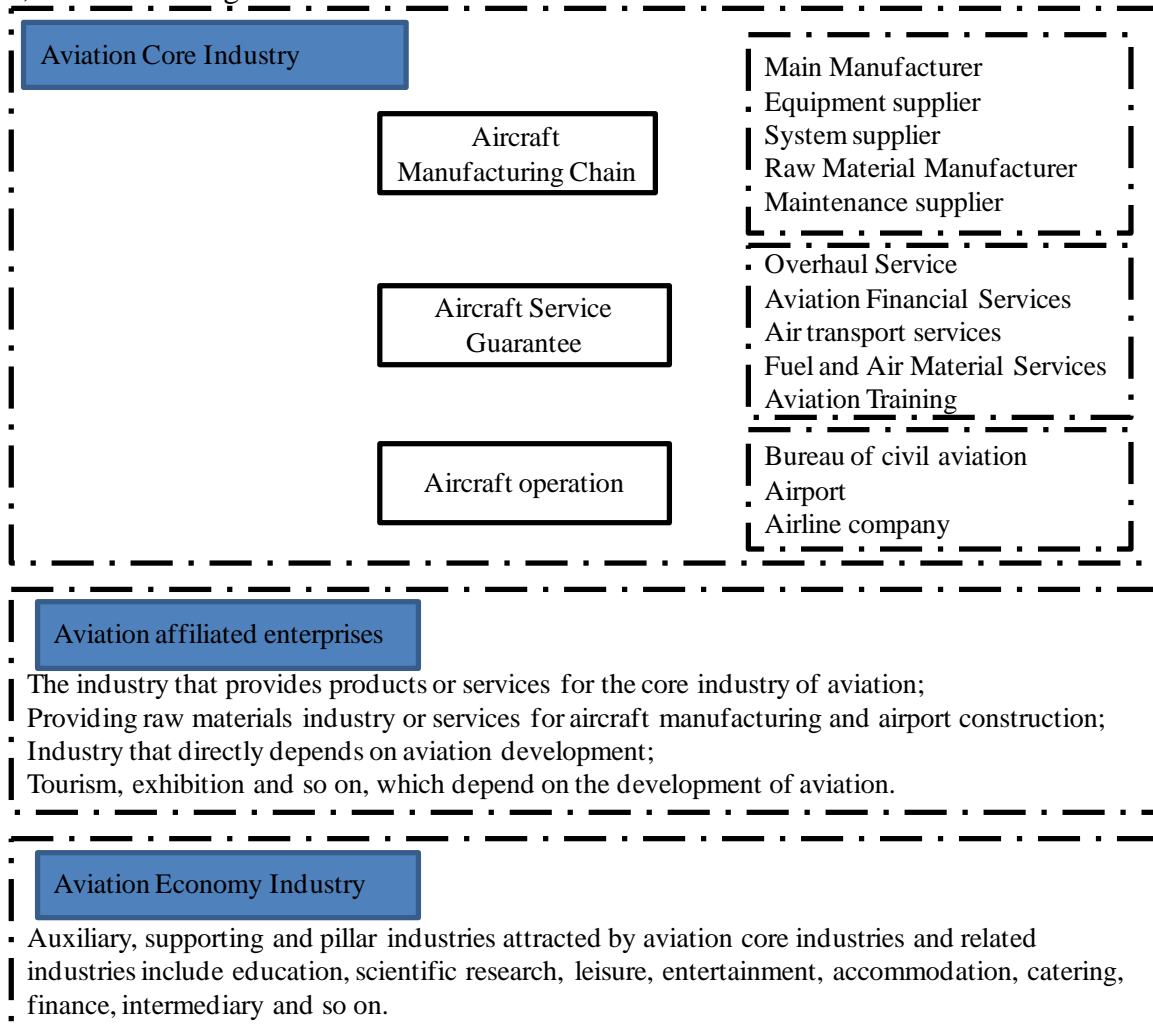 Aviation Core Industry
Main Manufacturer
Equipment supplier
System supplier
Raw Material Manufacturer
Maintenance supplier
Aircraft
Manufacturing Chain
Overhaul Service
Aviation Financial Services
Air transport services
Fuel and Air Material Services
Aviation Training
Aircraft Service
Guarantee
Bureau of civil aviation
Airport
Airline company
Aircraft operation
Aviation affiliated enterprises
The industry that provides products or services for the core industry of aviation;
Providing raw materials industry or services for aircraft manufacturing and airport construction;
Industry that directly depends on aviation development;
Tourism, exhibition and so on, which depend on the development of aviation.
Aviation Economy Industry
Auxiliary, supporting and pillar industries attracted by aviation core industries and related
industries include education, scientific research, leisure, entertainment, accommodation, catering,
finance, intermediary and so on.